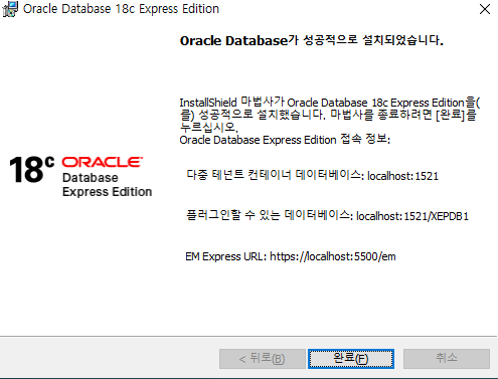 Oracle Database 18c Express Edition
Oracle Database가 성공적으로 설치되었습니다.
InstallShield 마법사가 Oracle Database 18c Express Edition을(
를) 성공적으로 설치했습니다. 마법사를 종료하려면 [완료]를
누르십시오.
Oracle Database Express Edition 접속 정보:
18c ORACLE
Database
Express Edition
다중 테넌트 컨테이너 데이터베이스: localhost:1521
플러그인할 수 있는 데이터베이스: localhost:1521/XEPDB1
EM Express URL: https://localhost:5500/em
< 뒤로(B)
완료(F)
취소